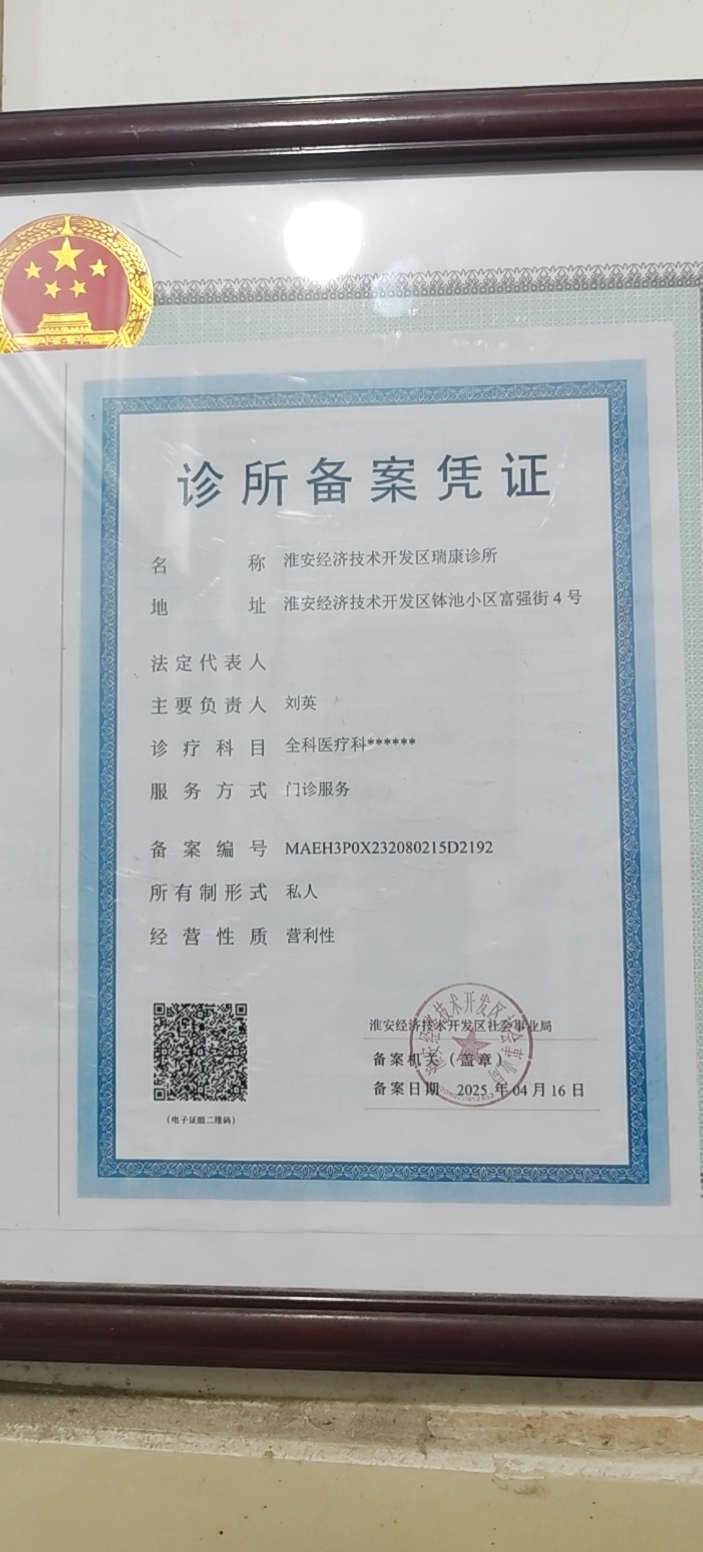 诊所备案凭证
名称 淮安经济技术开发区瑞康诊所
地址 淮安经济技术开发区钵池小区富强街4号
法定代表人
主要负责人 刘英
诊疗科目 全科医疗科******
服务方式 门诊服务
备案编号 MAEH3P0X232080215D2192
所有制形式 私人
经营性质 营利性
淮安经济技术开发区社会事业局
备案机关（盖章）
备案日期 2025年04月16日
（电子证照二维码）